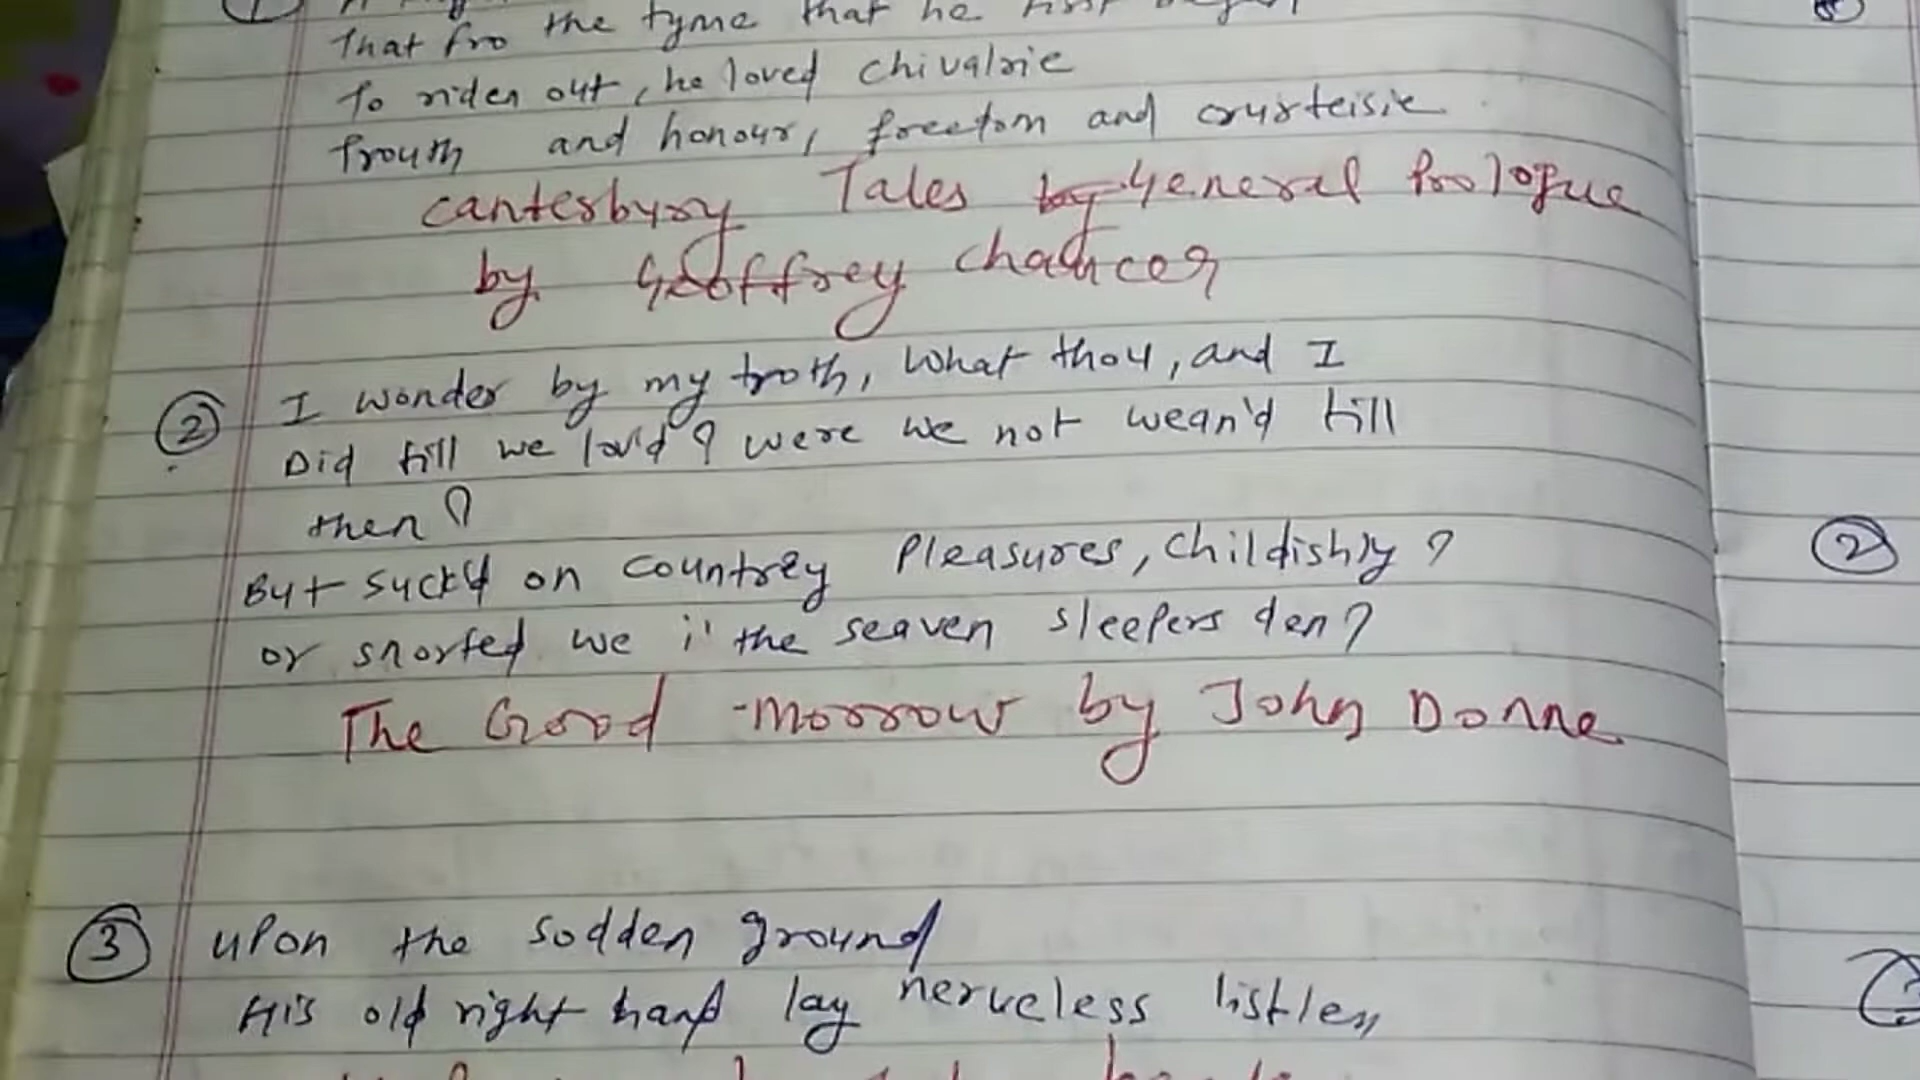 ①
That fro the tyme that he first
To riden out, he loved chivalrie
Trouth and honour, freedom and curteisie
Canterbury Tales by General Prologue
by Geoffrey Chaucer
② I wonder by my troth, what thou, and I
Did till we lov'd? were we not wean'd till
then?
But suck'd on countrey Pleasures, childishly?
or snorted we i' the seaven sleepers den?
The Good-Morrow by John Donne
③ upon the sodden ground
His old right hand lay nerveless listless
②